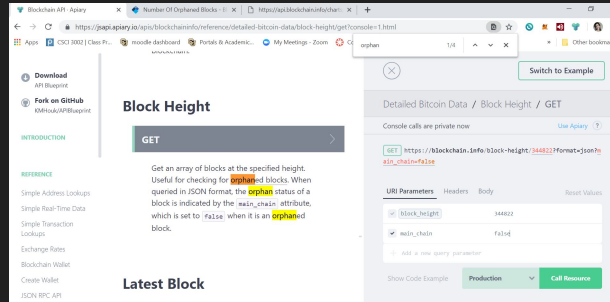 Blockchain API · Apiary
Number Of Orphaned Blocks - B
https://api.blockchain.info/charts
https://jsapi.apiary.io/apis/blockchaininfo/reference/detailed-bitcoin-data/block-height/get?console=1.html
Apps
CSCI 3002 | Class Pr...
moodle dashboard
Portals & Academic...
My Meetings - Zoom
Other bookma
orphan
1/4
Download
API Blueprint
Fork on GitHub
KMHouk/APIBlueprint
INTRODUCTION
REFERENCE
Simple Address Lookups
Simple Real-Time Data
Simple Transaction
Lookups
Exchange Rates
Blockchain Wallet
Create Wallet
JSON RPC API
Block Height
GET
Get an array of blocks at the specified height.
Useful for checking for orphaned blocks. When
queried in JSON format, the orphan status of a
block is indicated by the main_chain attribute,
which is set to false when it is an orphaned
block.
Latest Block
Switch to Example
Detailed Bitcoin Data / Block Height / GET
Console calls are private now
Use Apiary ?
GET https://blockchain.info/block-height/344822?format=json?m
ain_chain=false
URI Parameters Headers Body
Reset Values
block_height 344822
main_chain false
Add a new query parameter
Show Code Example
Production
Call Resource